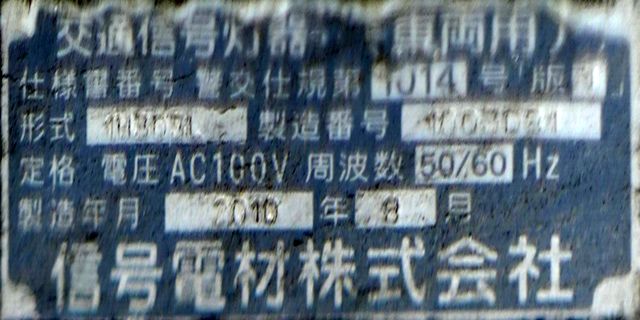 交通信号灯器 (車両用)
仕様書番号 警交仕規第 1014 号 版
形式 製造番号
定格 電圧 AC100V 周波数 50/60 Hz
製造年月 2010 年 8 月
信号電材株式会社